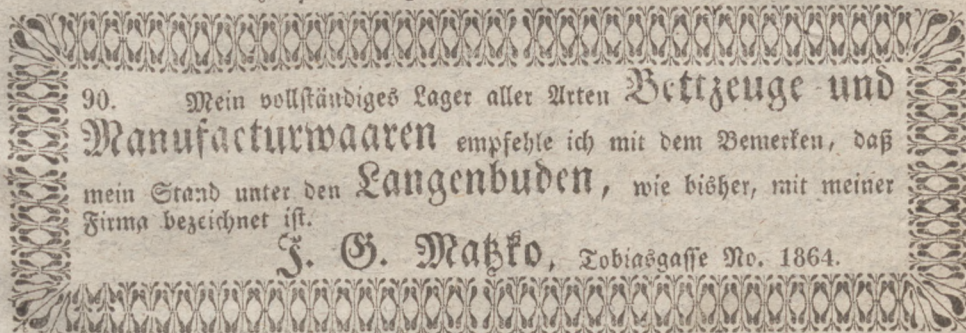 90. Mein vollständiges Lager aller Arten Bettzeuge und
Manufacturwaaren empfehle ich mit dem Bemerken, daß
mein Stand unter den Langenbuden, wie bisher, mit meiner
Firma bezeichnet ist.
J. G. Matzko, Tobiasgasse No. 1864.